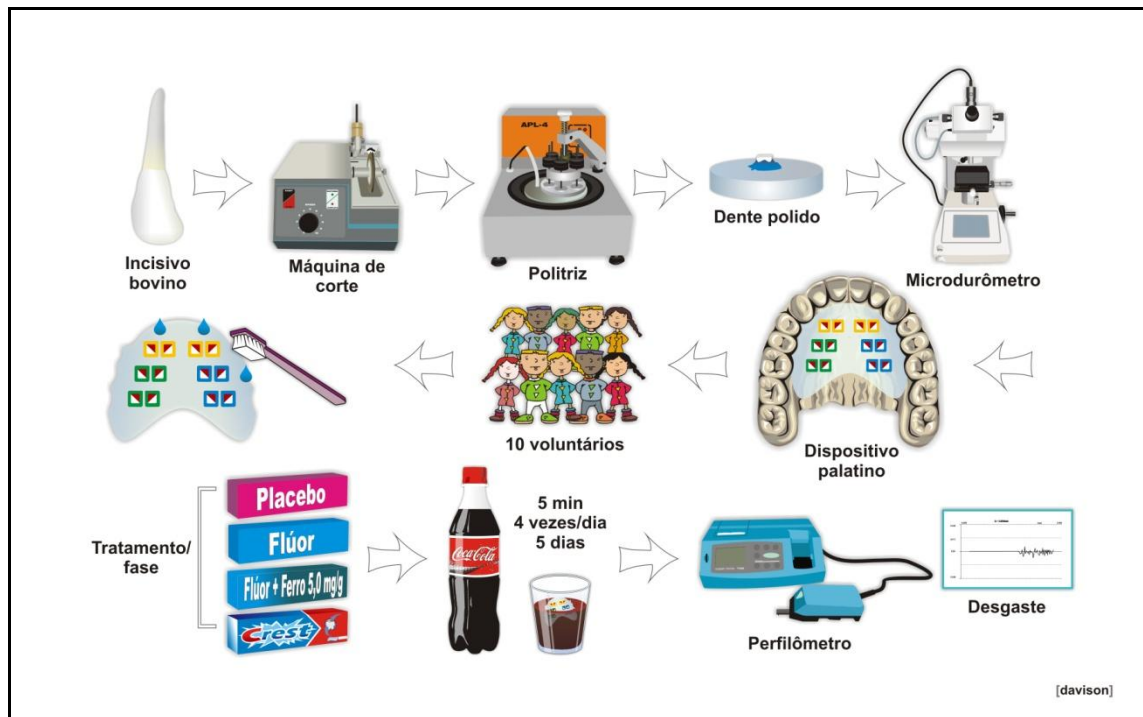 APL-4
Incisivo
bovino
Máquina de
corte
Politriz
Dente polido
Microdurômetro
10 voluntários
Dispositivo
palatino
Tratamento/
fase
Placebo
Flúor
Flúor + Ferro 5,0 mg/g
Crest
Coca-Cola
5 min
4 vezes/dia
5 dias
Perfilômetro
Desgaste
[davison]